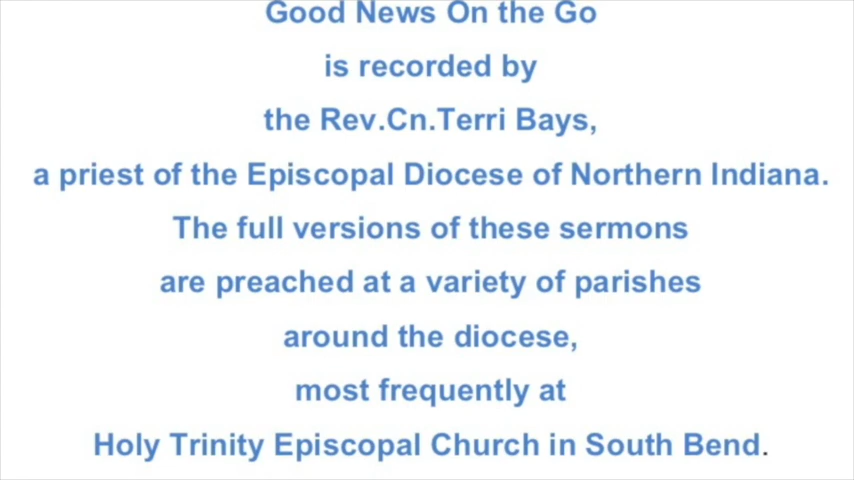 Good News On the Go
is recorded by
the Rev.Cn.Terri Bays,
a priest of the Episcopal Diocese of Northern Indiana.
The full versions of these sermons
are preached at a variety of parishes
around the diocese,
most frequently at
Holy Trinity Episcopal Church in South Bend.